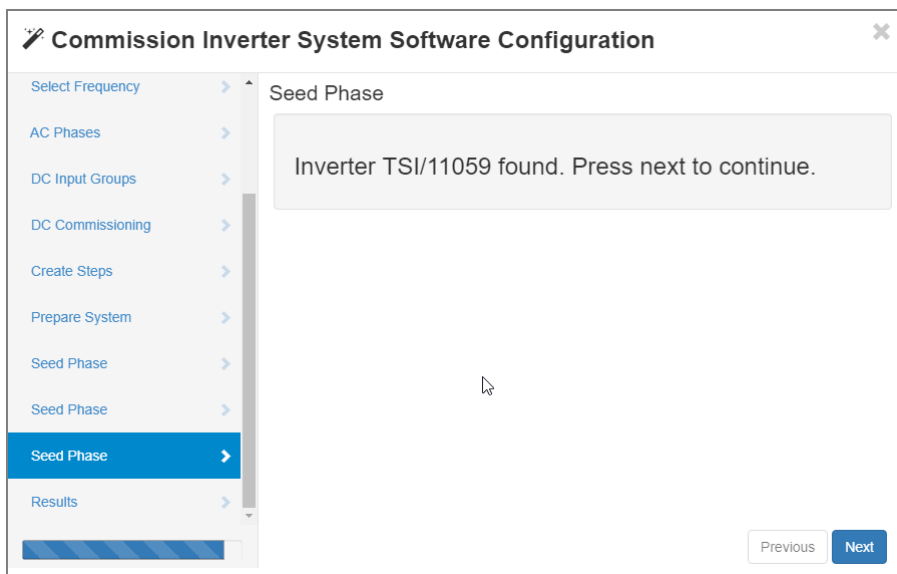 Commission Inverter System Software Configuration
Select Frequency
AC Phases
DC Input Groups
DC Commissioning
Create Steps
Prepare System
Seed Phase
Seed Phase
Seed Phase
Results
Seed Phase
Inverter TSI/11059 found. Press next to continue.
Previous
Next